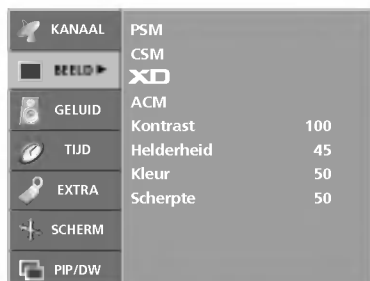 KANAAL
BEELD ▶
GELUID
TIJD
EXTRA
SCHERM
PIP/DW
PSM
CSM
XD
ACM
Kontrast 100
Helderheid 45
Kleur 50
Scherpte 50